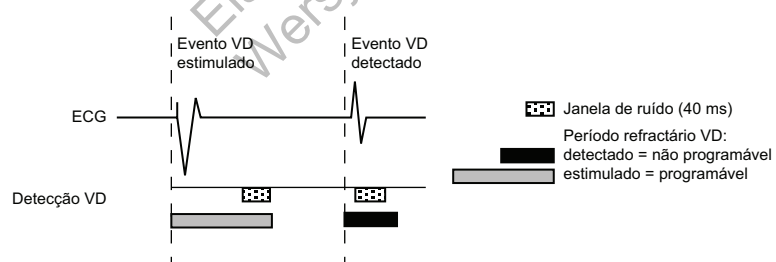 Evento VD
estimulado
Evento VD
detectado
ECG
Janela de ruído (40 ms)
Período refractário VD:
detectado = não programável
estimulado = programável
Detecção VD